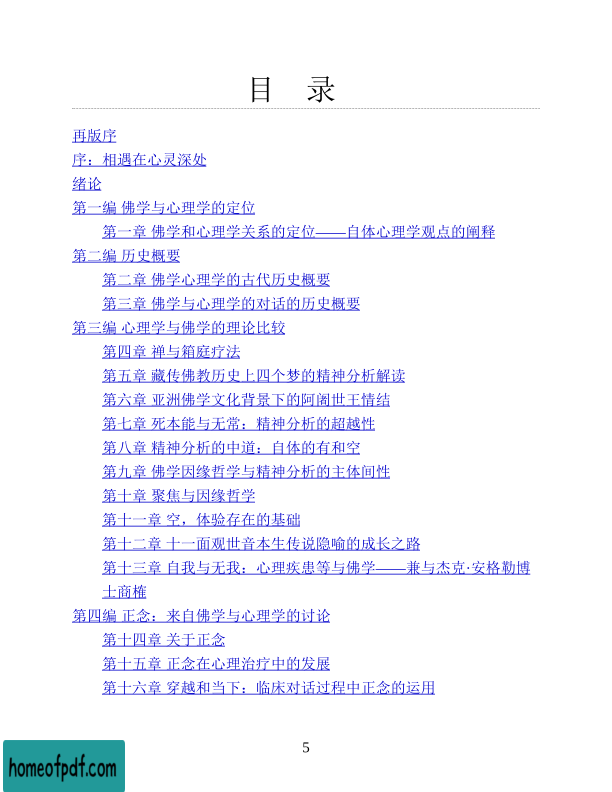 目 录
再版序
序：相遇在心灵深处
绪论
第一编 佛学与心理学的定位
第一章 佛学和心理学关系的定位——自体心理学观点的阐释
第二编 历史概要
第二章 佛学心理学的古代历史概要
第三章 佛学与心理学的对话的历史概要
第三编 心理学与佛学的理论比较
第四章 禅与箱庭疗法
第五章 藏传佛教历史上四个梦的精神分析解读
第六章 亚洲佛学文化背景下的阿阇世王情结
第七章 死本能与无常：精神分析的超越性
第八章 精神分析的中道：自体的有和空
第九章 佛学因缘哲学与精神分析的主体间性
第十章 聚焦与因缘哲学
第十一章 空，体验存在的基础
第十二章 十一面观世音本生传说隐喻的成长之路
第十三章 自我与无我：心理疾患等与佛学——兼与杰克·安格勒博
士商榷
第四编 正念：来自佛学与心理学的讨论
第十四章 关于正念
第十五章 正念在心理治疗中的发展
第十六章 穿越和当下：临床对话过程中正念的运用
5
homeofpdf.com